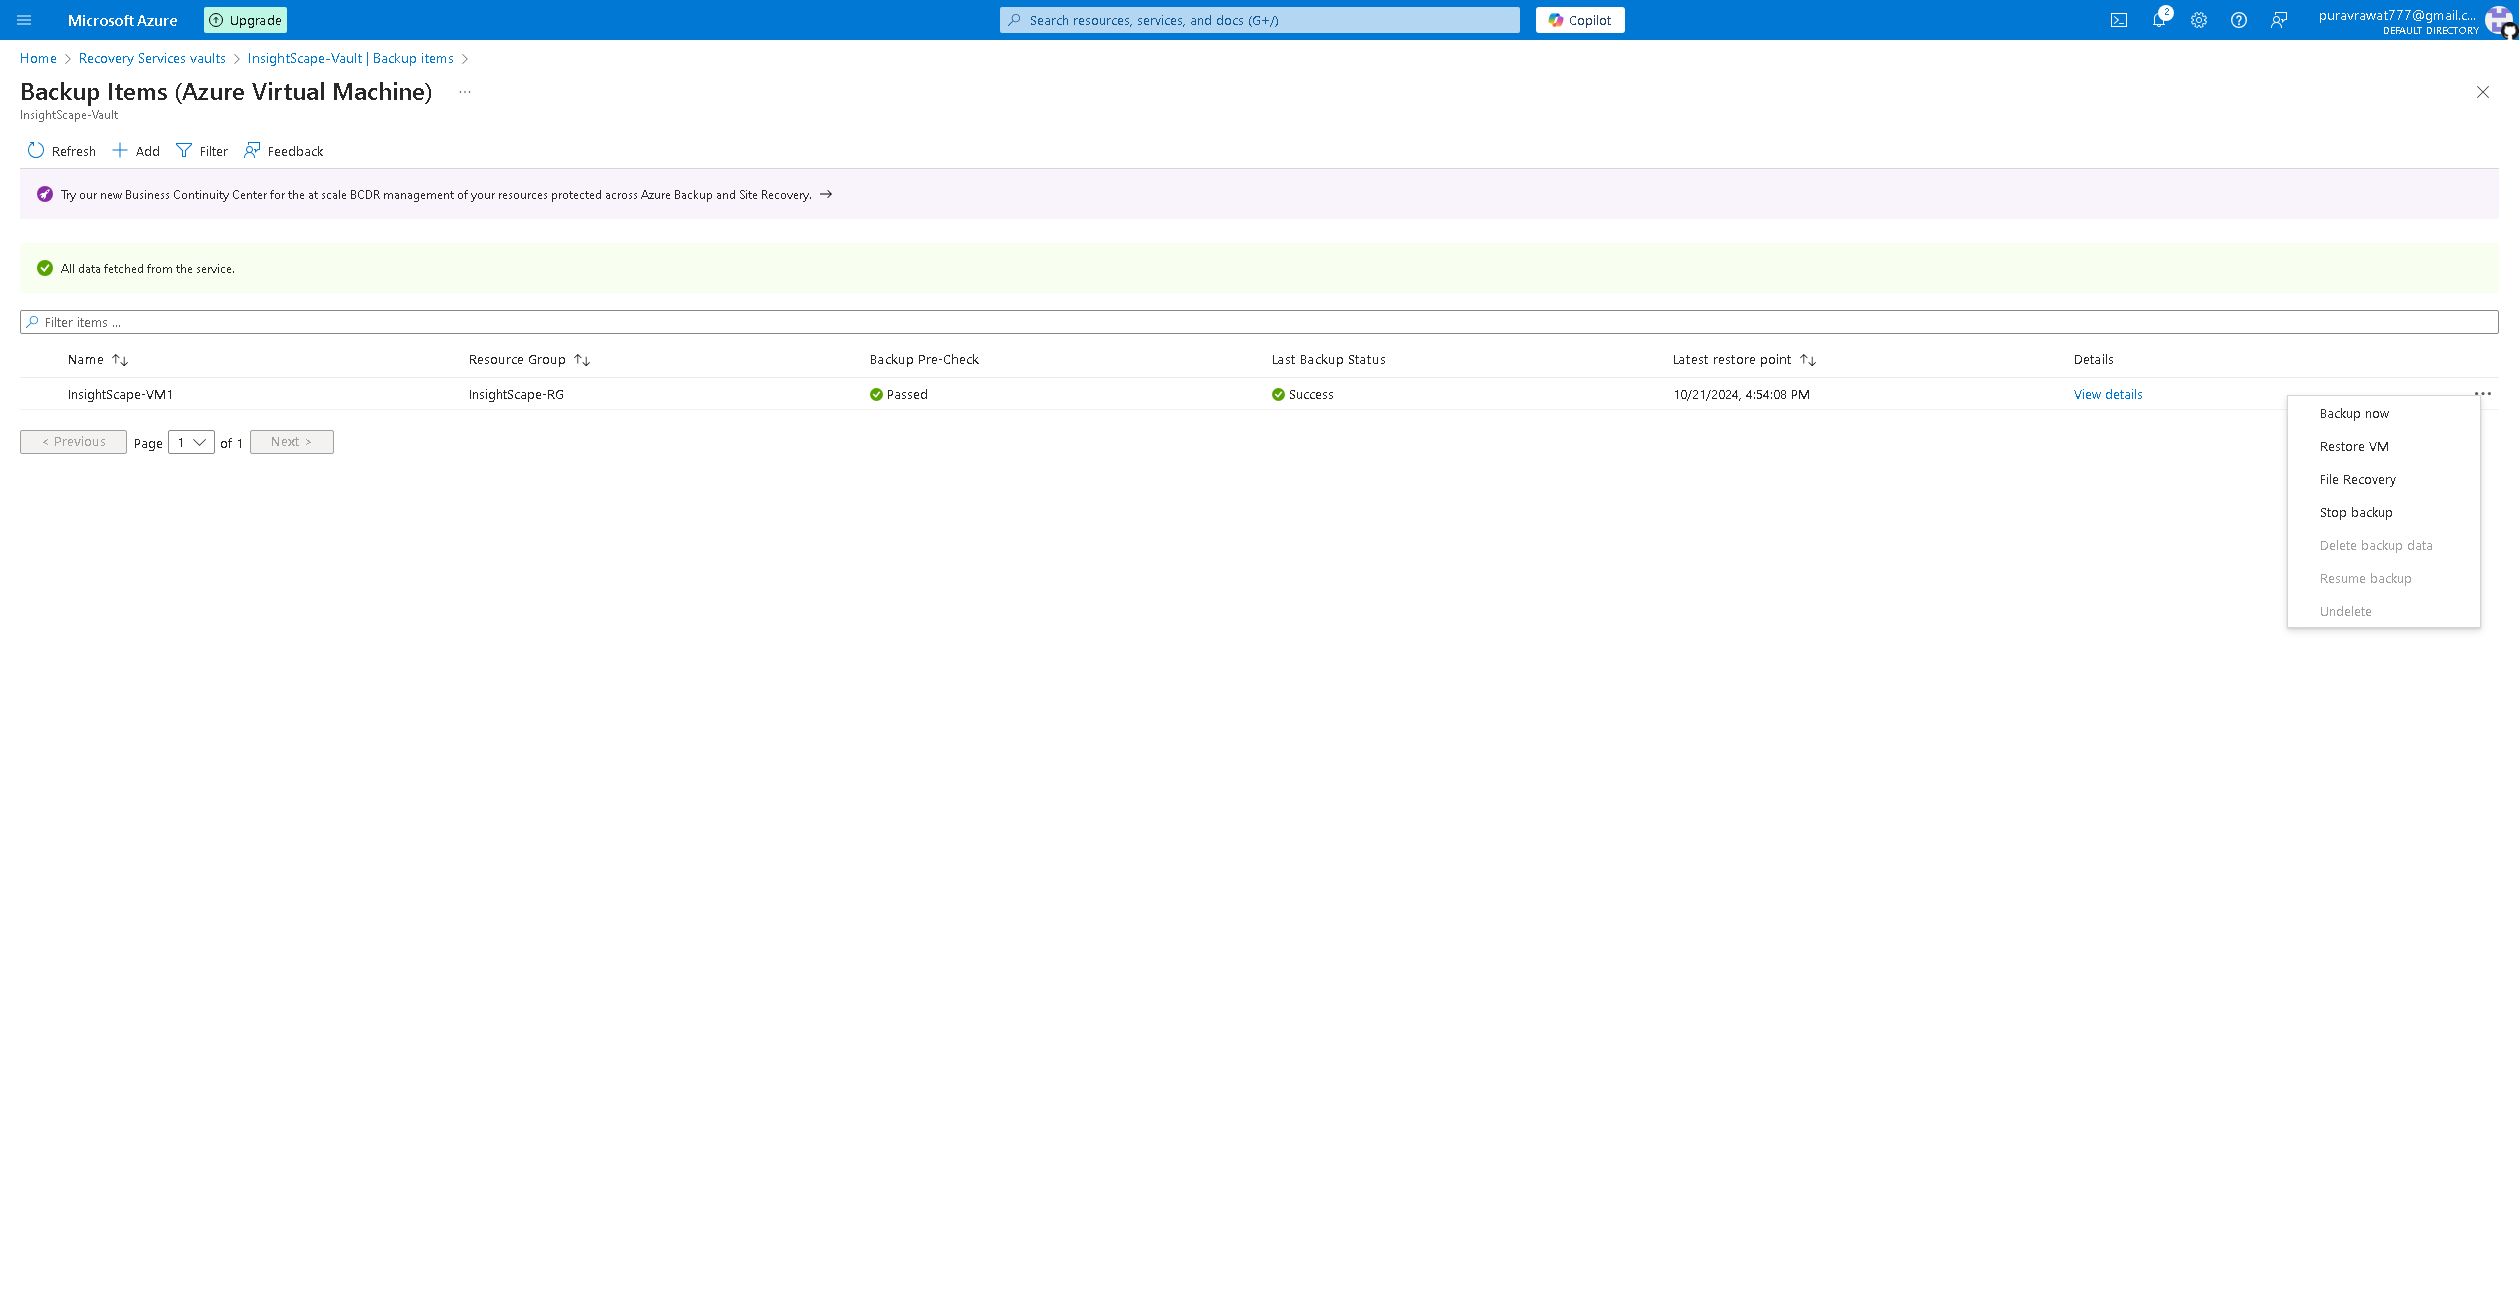 Microsoft Azure
Upgrade
Search resources, services, and docs (G+/)
Copilot
2
puravrawat777@gmail.c...
DEFAULT DIRECTORY
Home > Recovery Services vaults > InsightScape-Vault | Backup items >
Backup Items (Azure Virtual Machine) ...
InsightScape-Vault
Refresh + Add Filter Feedback
Try our new Business Continuity Center for the at scale BCDR management of your resources protected across Azure Backup and Site Recovery. →
All data fetched from the service.
Filter items ...
Name ↑↓ Resource Group ↑↓ Backup Pre-Check Last Backup Status Latest restore point ↑↓ Details
InsightScape-VM1 InsightScape-RG Passed Success 10/21/2024, 4:54:08 PM View details ...
< Previous Page 1 of 1 Next >
Backup now
Restore VM
File Recovery
Stop backup
Delete backup data
Resume backup
Undelete